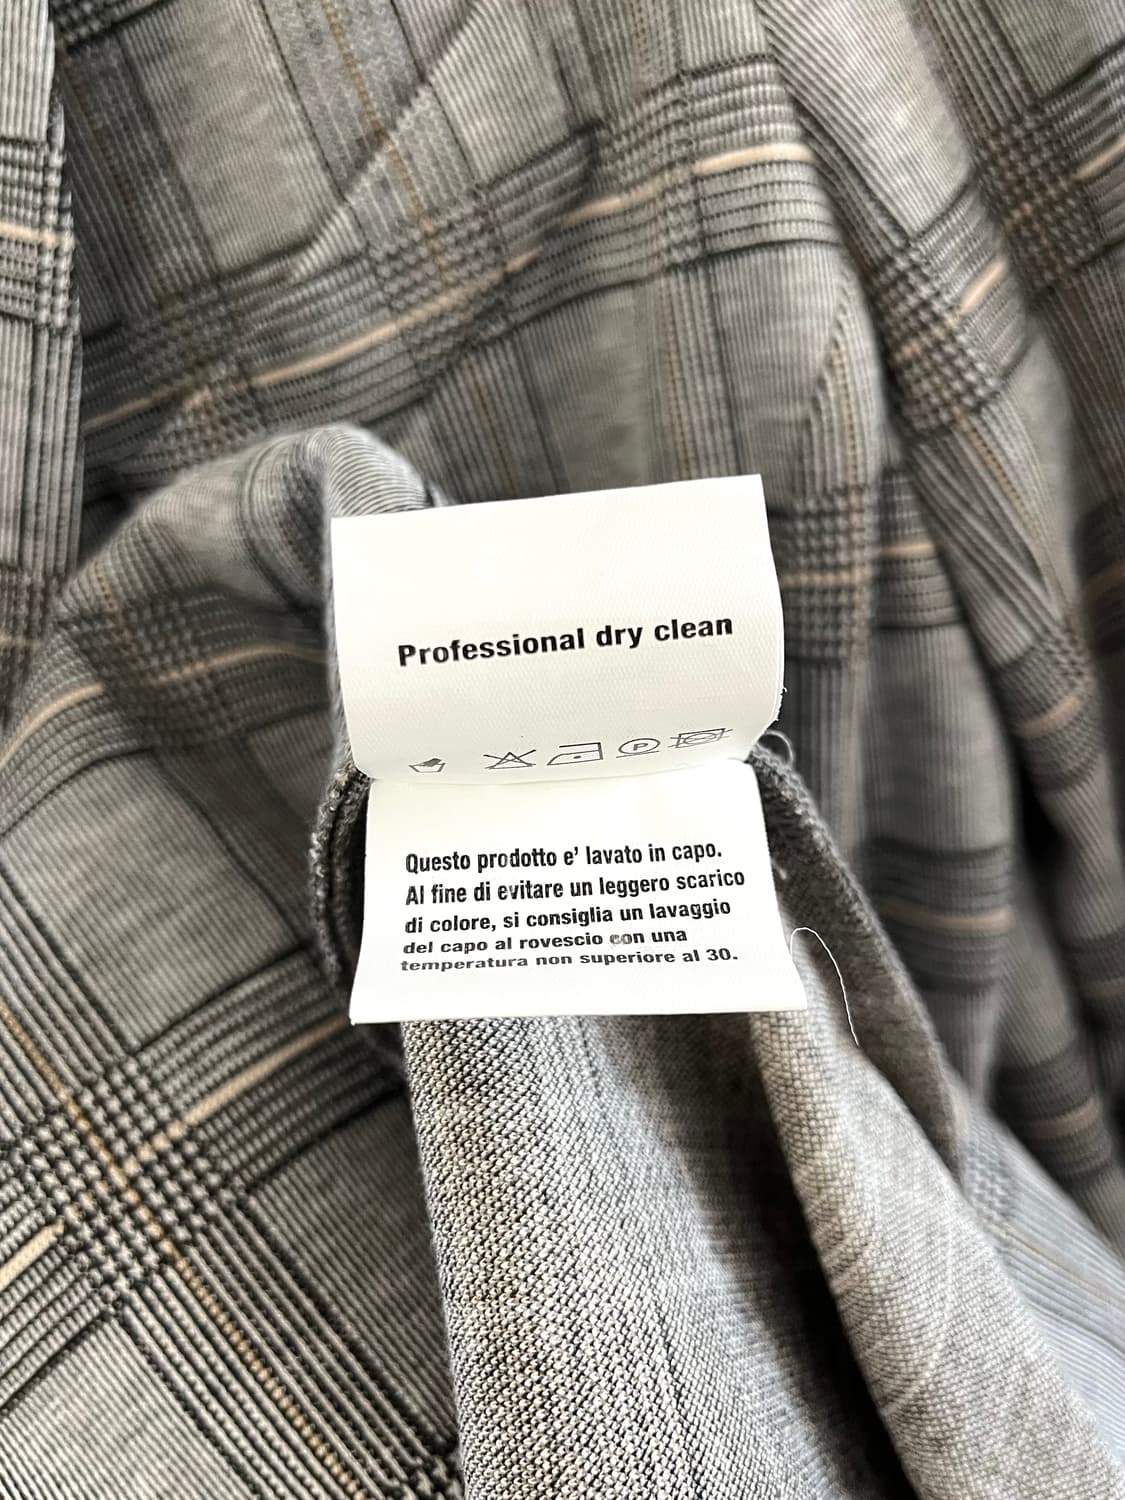 Professional dry clean
P
Questo prodotto e' lavato in capo.
Al fine di evitare un leggero scarico
di colore, si consiglia un lavaggio
del capo al rovescio con una
temperatura non superiore al 30.